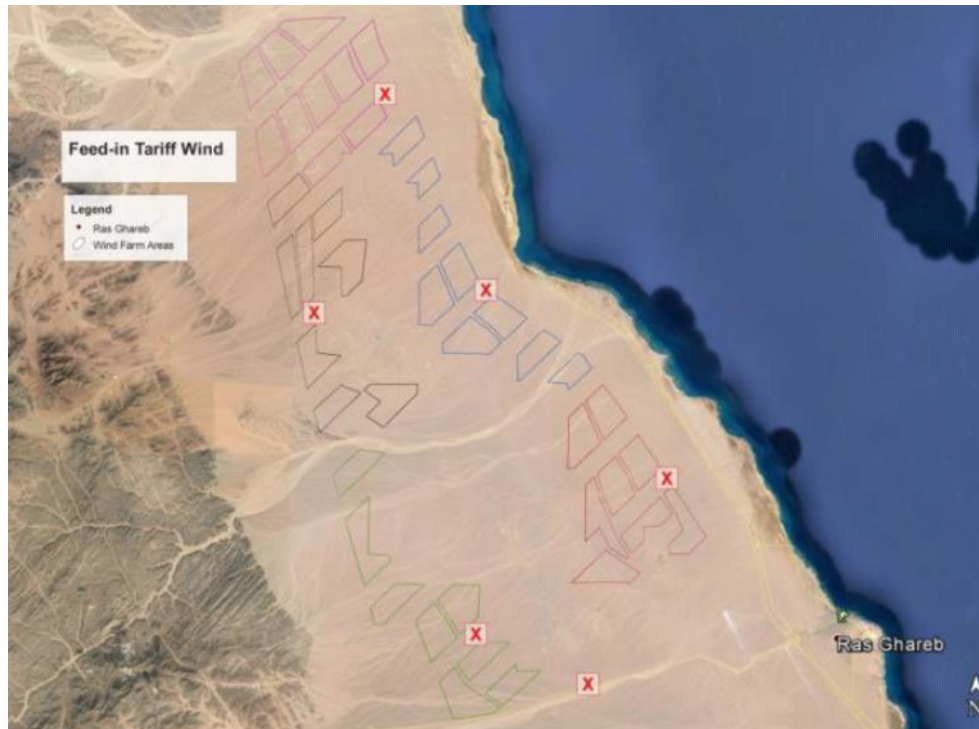 X
Feed-in Tariff Wind
Legend
Ras Ghareb
Wind Farm Areas
X
X
X
X
X
Ras Ghareb
N